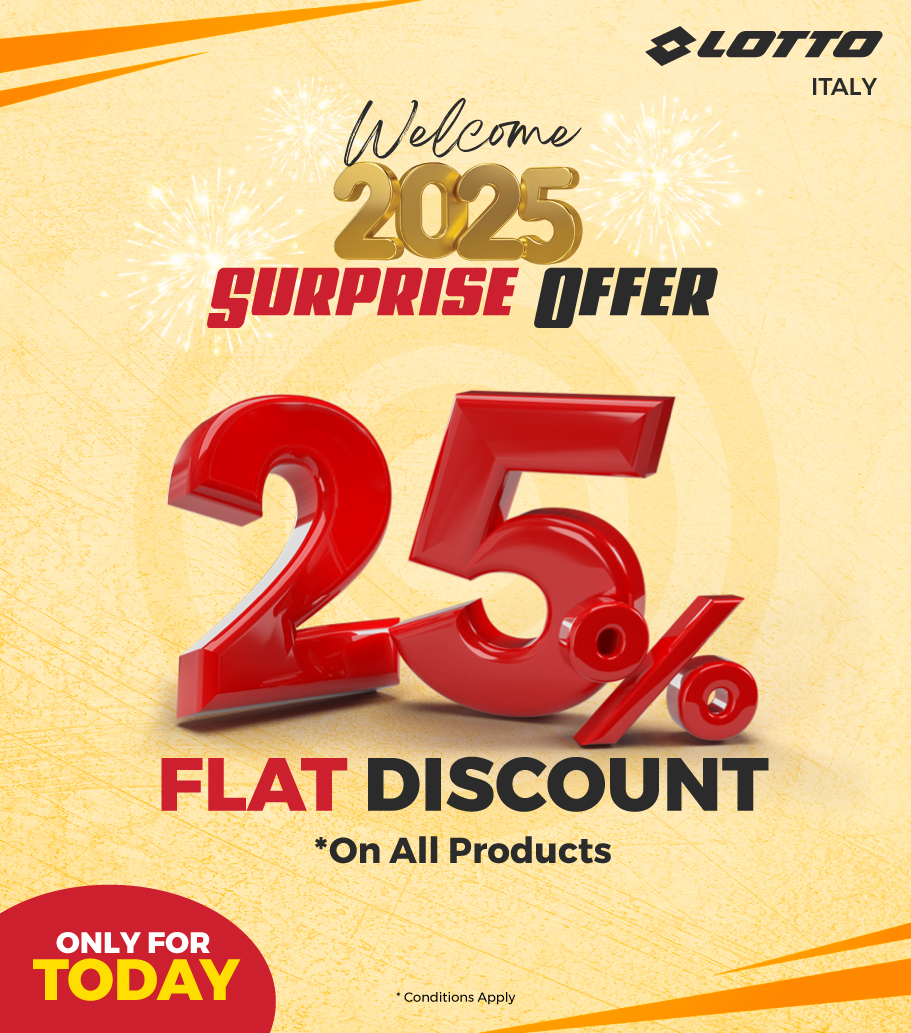 LOTTO
ITALY
Welcome
2025
SURPRISE OFFER
25%
FLAT DISCOUNT
*On All Products
ONLY FOR
TODAY
* Conditions Apply